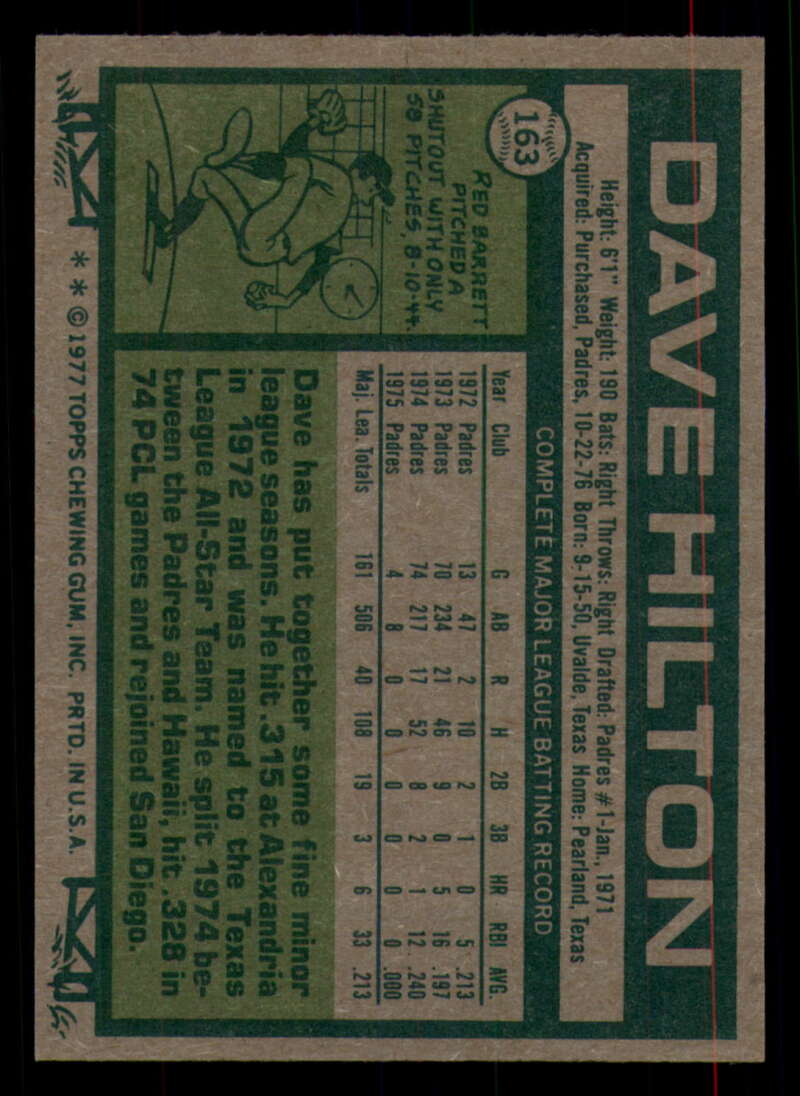 DAVE HILTON
163
Height: 6'1" Weight: 190 Bats: Right Throws: Right Drafted: Padres #1-Jan., 1971
Acquired: Purchased, Padres, 10-22-76 Born: 9-15-50, Uvalde, Texas Home: Pearland, Texas
COMPLETE MAJOR LEAGUE BATTING RECORD
Year Club G AB R H 2B 3B HR RBI AVG.
1972 Padres 13 47 2 10 2 1 0 5 .213
1973 Padres 70 234 21 46 9 0 5 16 .197
1974 Padres 74 217 17 52 8 2 1 12 .240
1975 Padres 4 8 0 0 0 0 0 0 .000
Maj. Lea. Totals 161 506 40 108 19 3 6 33 .213
RED BARRETT
PITCHED A
SHUTOUT WITH ONLY
58 PITCHES, 8-10-44.
Dave has put together some fine minor
league seasons. He hit .315 at Alexandria
in 1972 and was named to the Texas
League All-Star Team. He split 1974 be-
tween the Padres and Hawaii, hit .328 in
74 PCL games and rejoined San Diego.
* * © 1977 TOPPS CHEWING GUM, INC. PRTD. IN U.S.A.